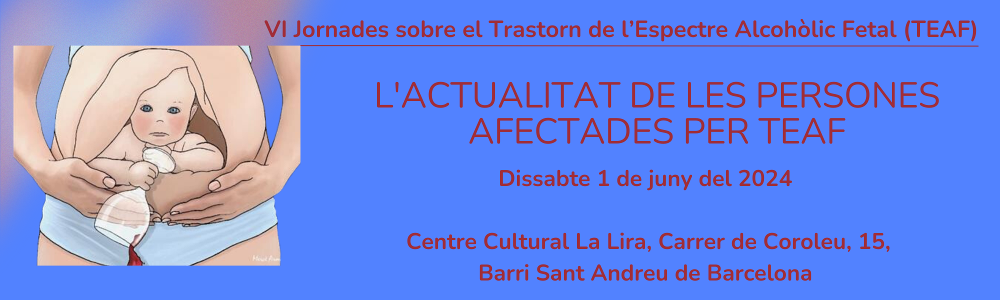 VI Jornades sobre el Trastorn de l’Espectre Alcohòlic Fetal (TEAF)
L'ACTUALITAT DE LES PERSONES
AFECTADES PER TEAF
Dissabte 1 de juny del 2024
Centre Cultural La Lira, Carrer de Coroleu, 15,
Barri Sant Andreu de Barcelona